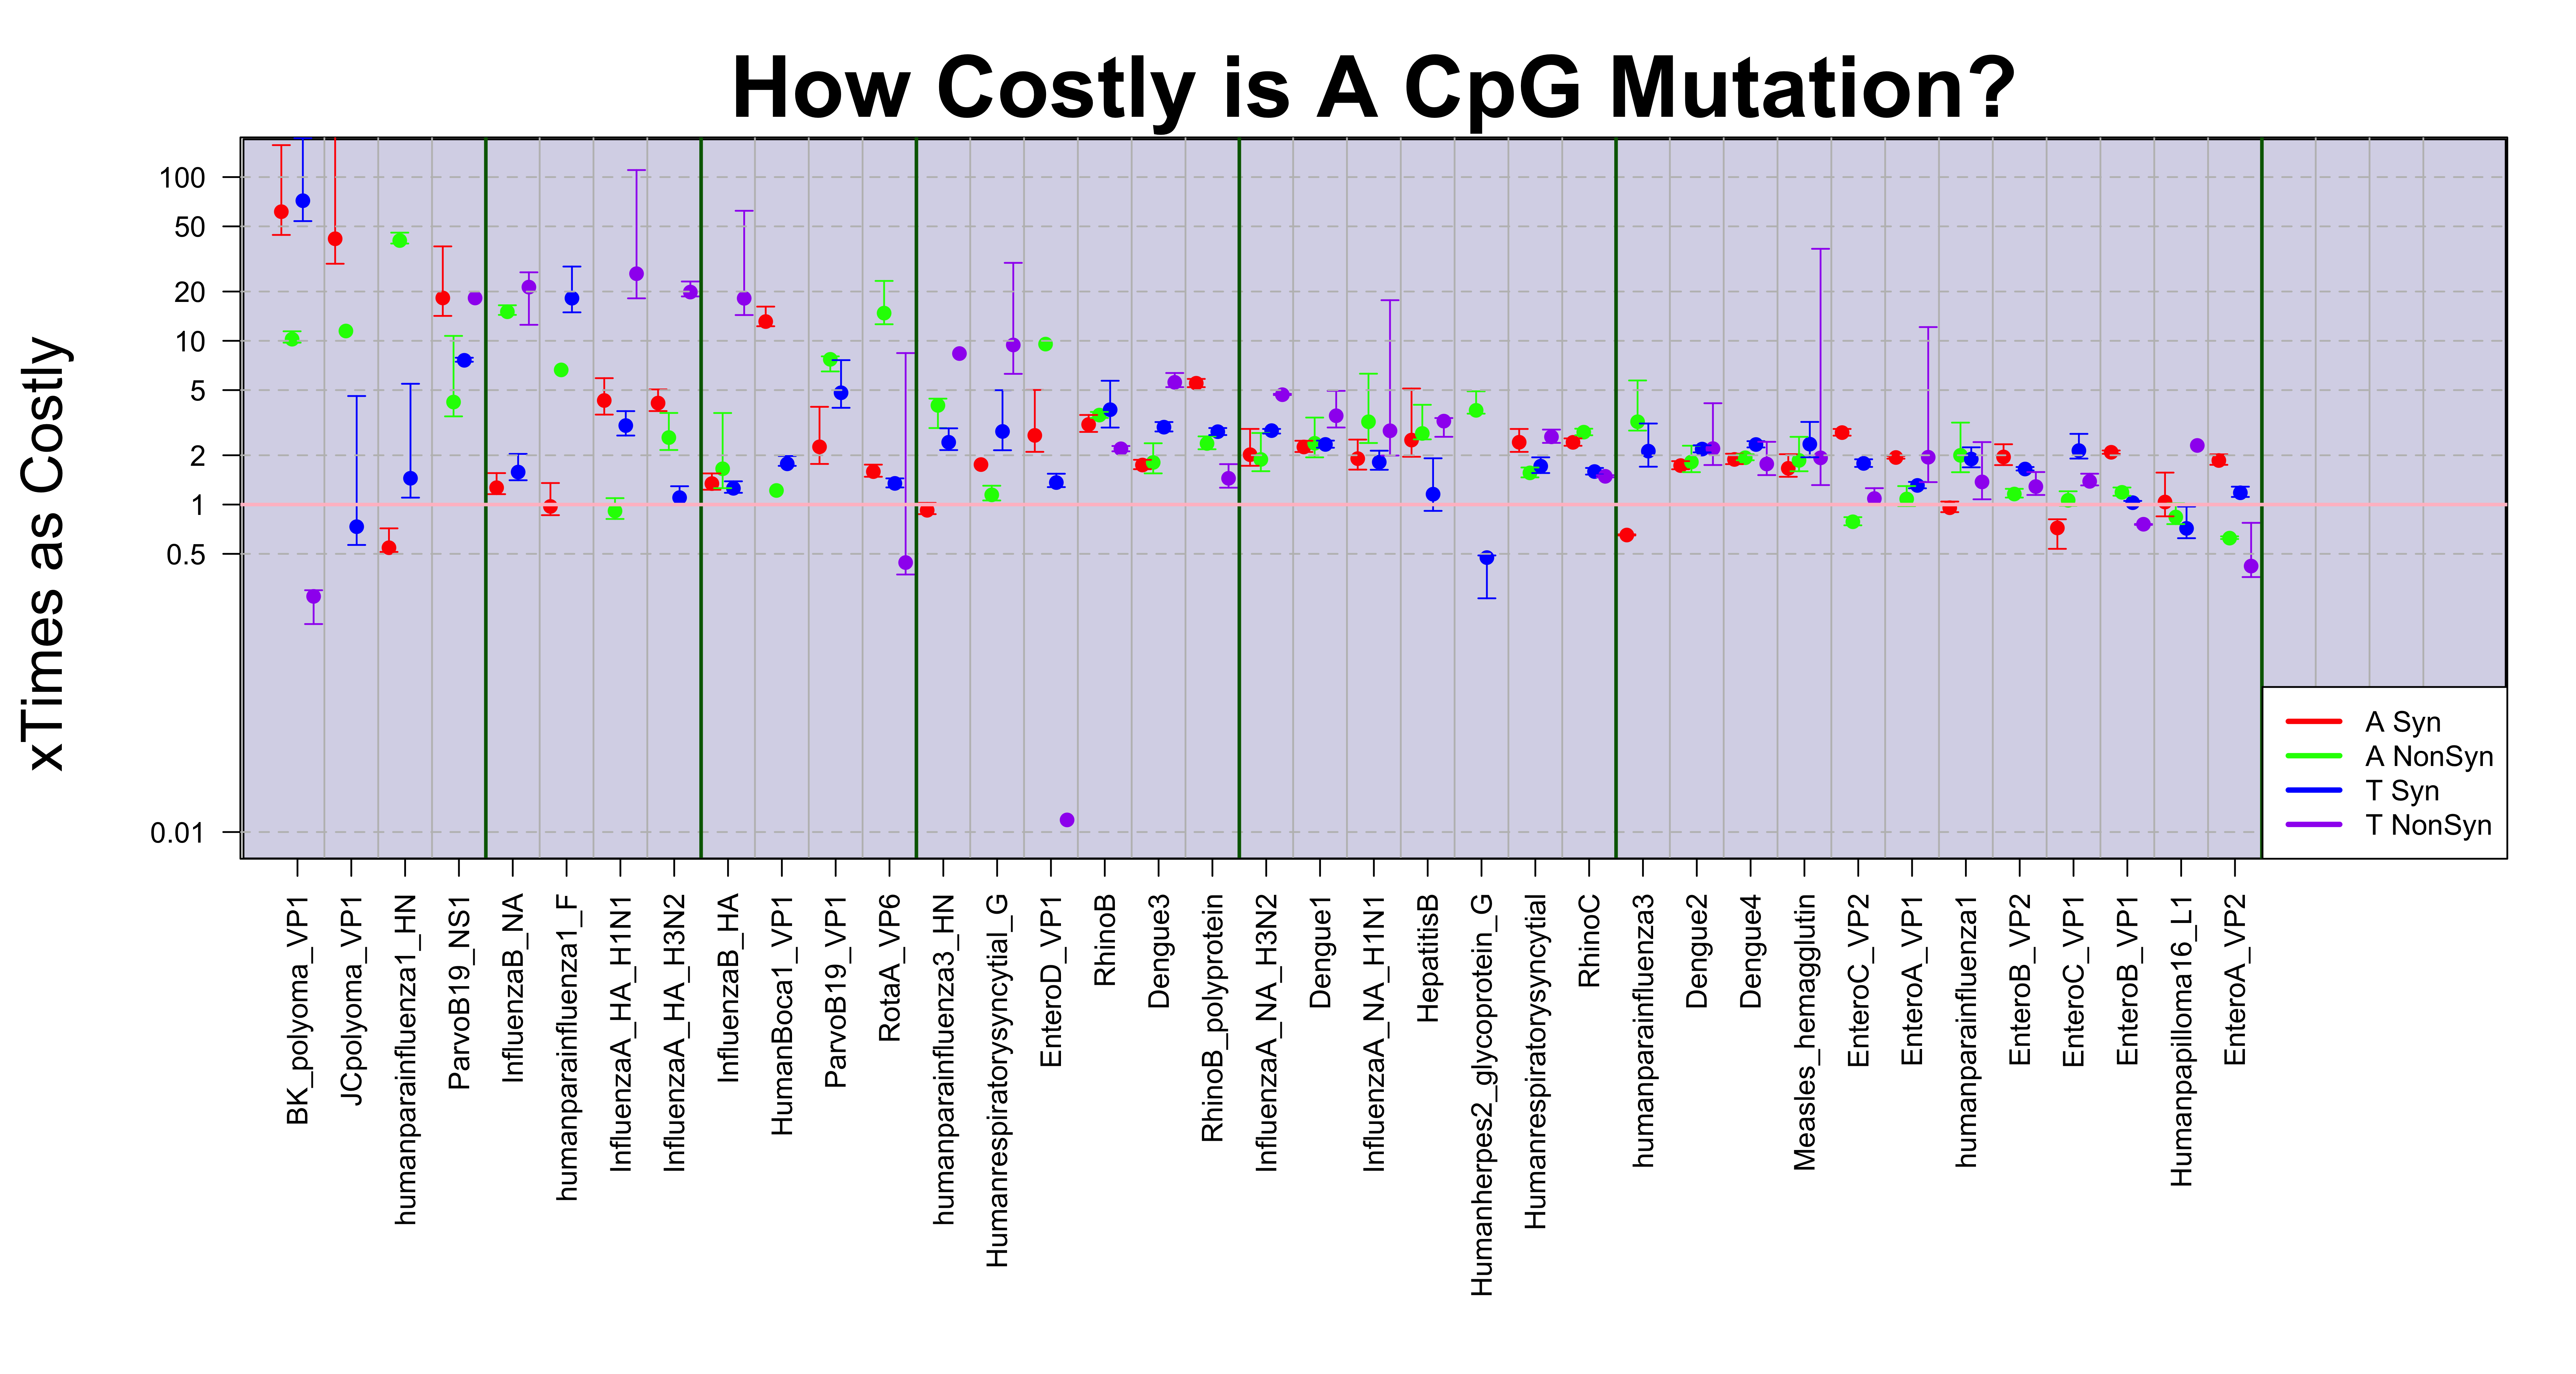 How Costly is A CpG Mutation?
xTimes as Costly
100
50
20
10
5
2
1
0.5
0.01
A Syn
A NonSyn
T Syn
T NonSyn
BK_polyoma_VP1
JCpolyoma_VP1
humanparainfluenza1_HN
ParvoB19_NS1
InfluenzaB_NA
humanparainfluenza1_F
InfluenzaA_HA_H1N1
InfluenzaA_HA_H3N2
InfluenzaB_HA
HumanBoca1_VP1
ParvoB19_VP1
RotaA_VP6
humanparainfluenza3_HN
Humanrespiratorysyncytial_G
EnteroD_VP1
RhinoB
Dengue3
RhinoB_polyprotein
InfluenzaA_NA_H3N2
Dengue1
InfluenzaA_NA_H1N1
HepatitisB
Humanherpes2_glycoprotein_G
Humanrespiratorysyncytial
RhinoC
humanparainfluenza3
Dengue2
Dengue4
Measles_hemagglutin
EnteroC_VP2
EnteroA_VP1
humanparainfluenza1
EnteroB_VP2
EnteroC_VP1
EnteroB_VP1
Humanpapilloma16_L1
EnteroA_VP2